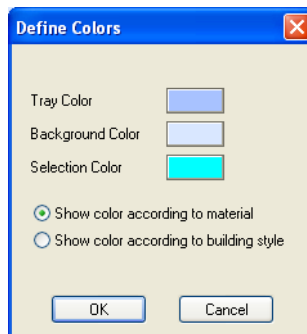 Define Colors
Tray Color
Background Color
Selection Color
Show color according to material
Show color according to building style
OK
Cancel